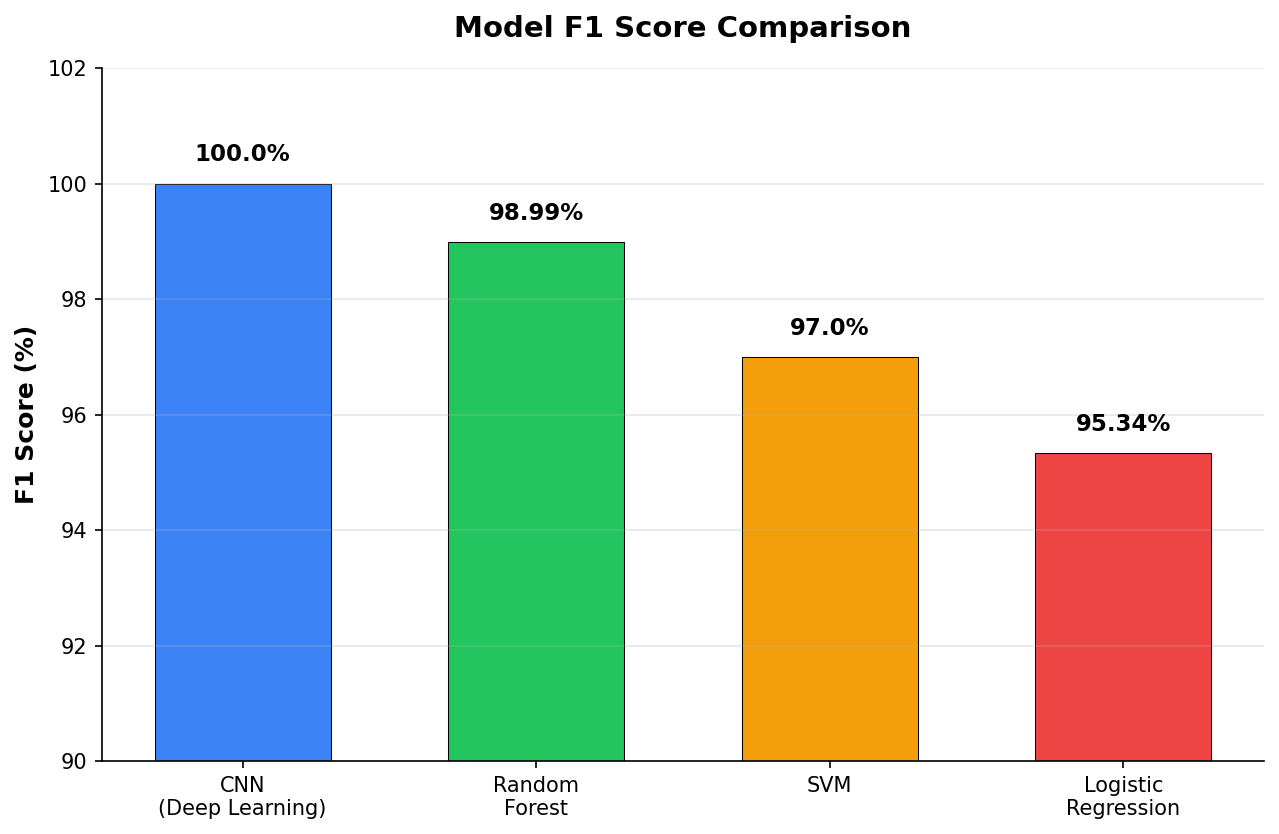 Model F1 Score Comparison
F1 Score (%)
102
100
98
96
94
92
90
100.0%
98.99%
97.0%
95.34%
CNN
(Deep Learning)
Random
Forest
SVM
Logistic
Regression